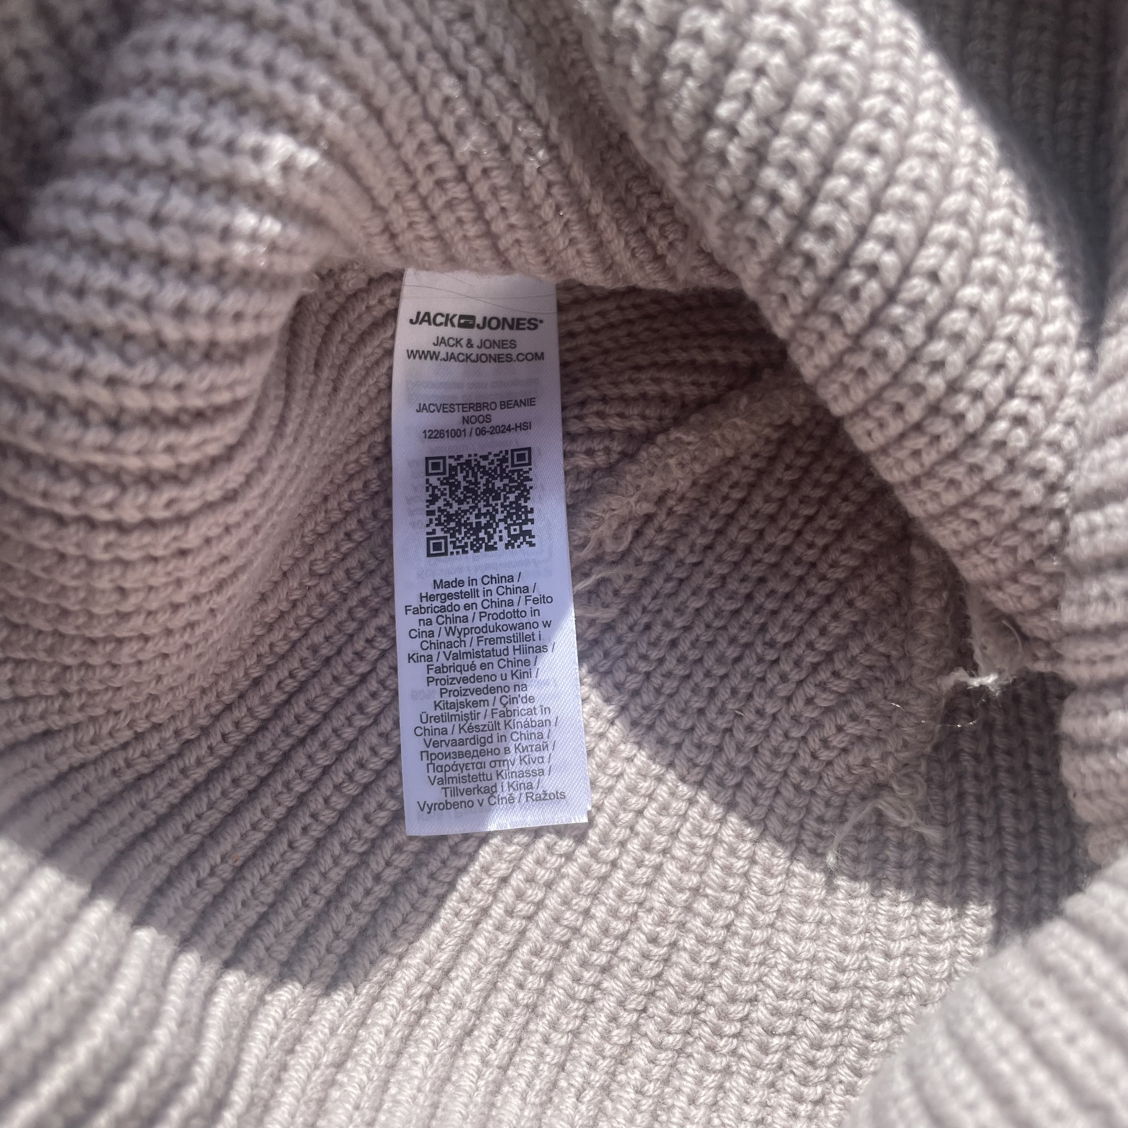 JACK JONES®
JACK & JONES
WWW.JACKJONES.COM
JACVESTERBRO BEANIE
NOOS
12261001 / 06-2024-HSI
Made in China /
Hergestellt in China /
Fabricado en China / Feito
na China / Prodotto in
Cina / Wyprodukowano w
Chinach / Fremstillet i
Kina / Valmistatud Hiinas /
Fabriqué en Chine /
Proizvedeno u Kini /
Proizvedeno na
Kitajskem / Çin'de
Üretilmiştir / Fabricat în
China / Készült Kínában /
Vervaardigd in China /
Произведено в Китай /
Παράγεται στην Κίνα /
Valmistettu Kiinassa /
Tillverkad i Kina /
Vyrobeno v Číně / Ražots